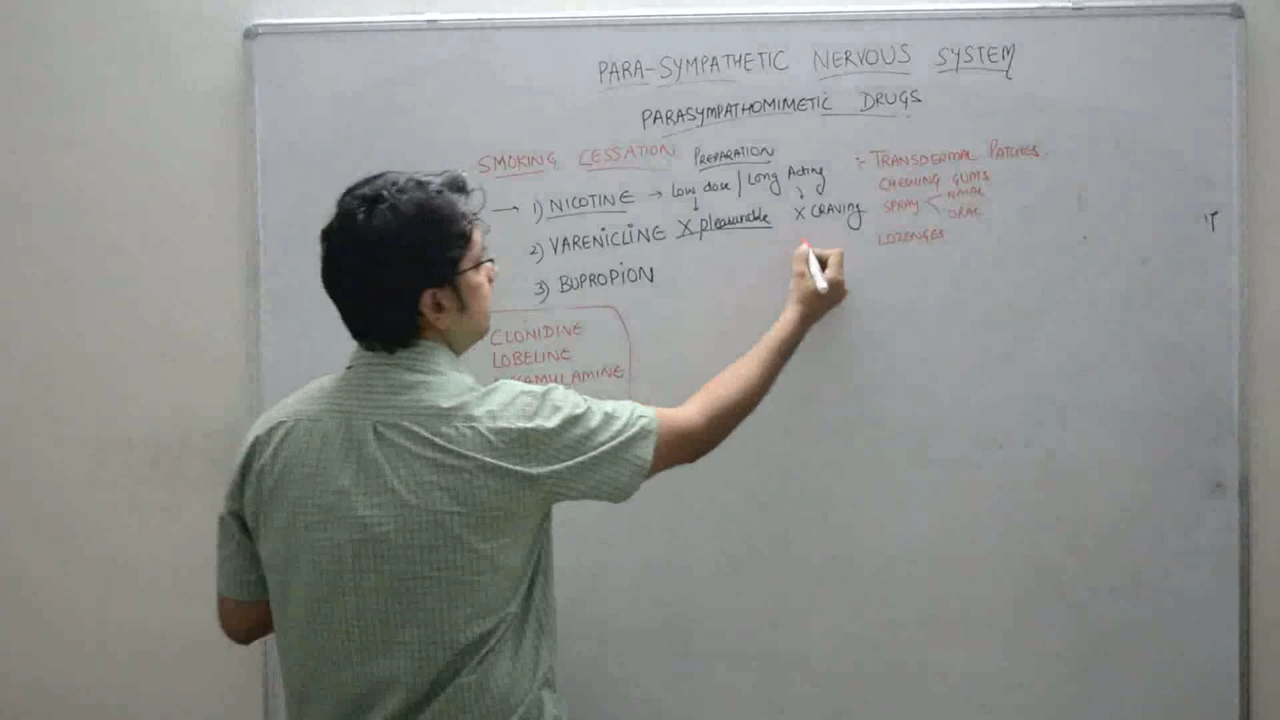 PARA-SYMPATHETIC NERVOUS SYSTEM
PARASYMPATHOMIMETIC DRUGS
SMOKING CESSATION PREPARATION
→ 1) NICOTINE → Low dose / Long Acting
2) VARENICLINE X pleasurable X CRAVING
3) BUPROPION
CLONIDINE
LOBELINE
:- TRANSDERMAL PATCHES
CHEWING GUMS
SPRAY < NASAL
ORAL
LOZENGES